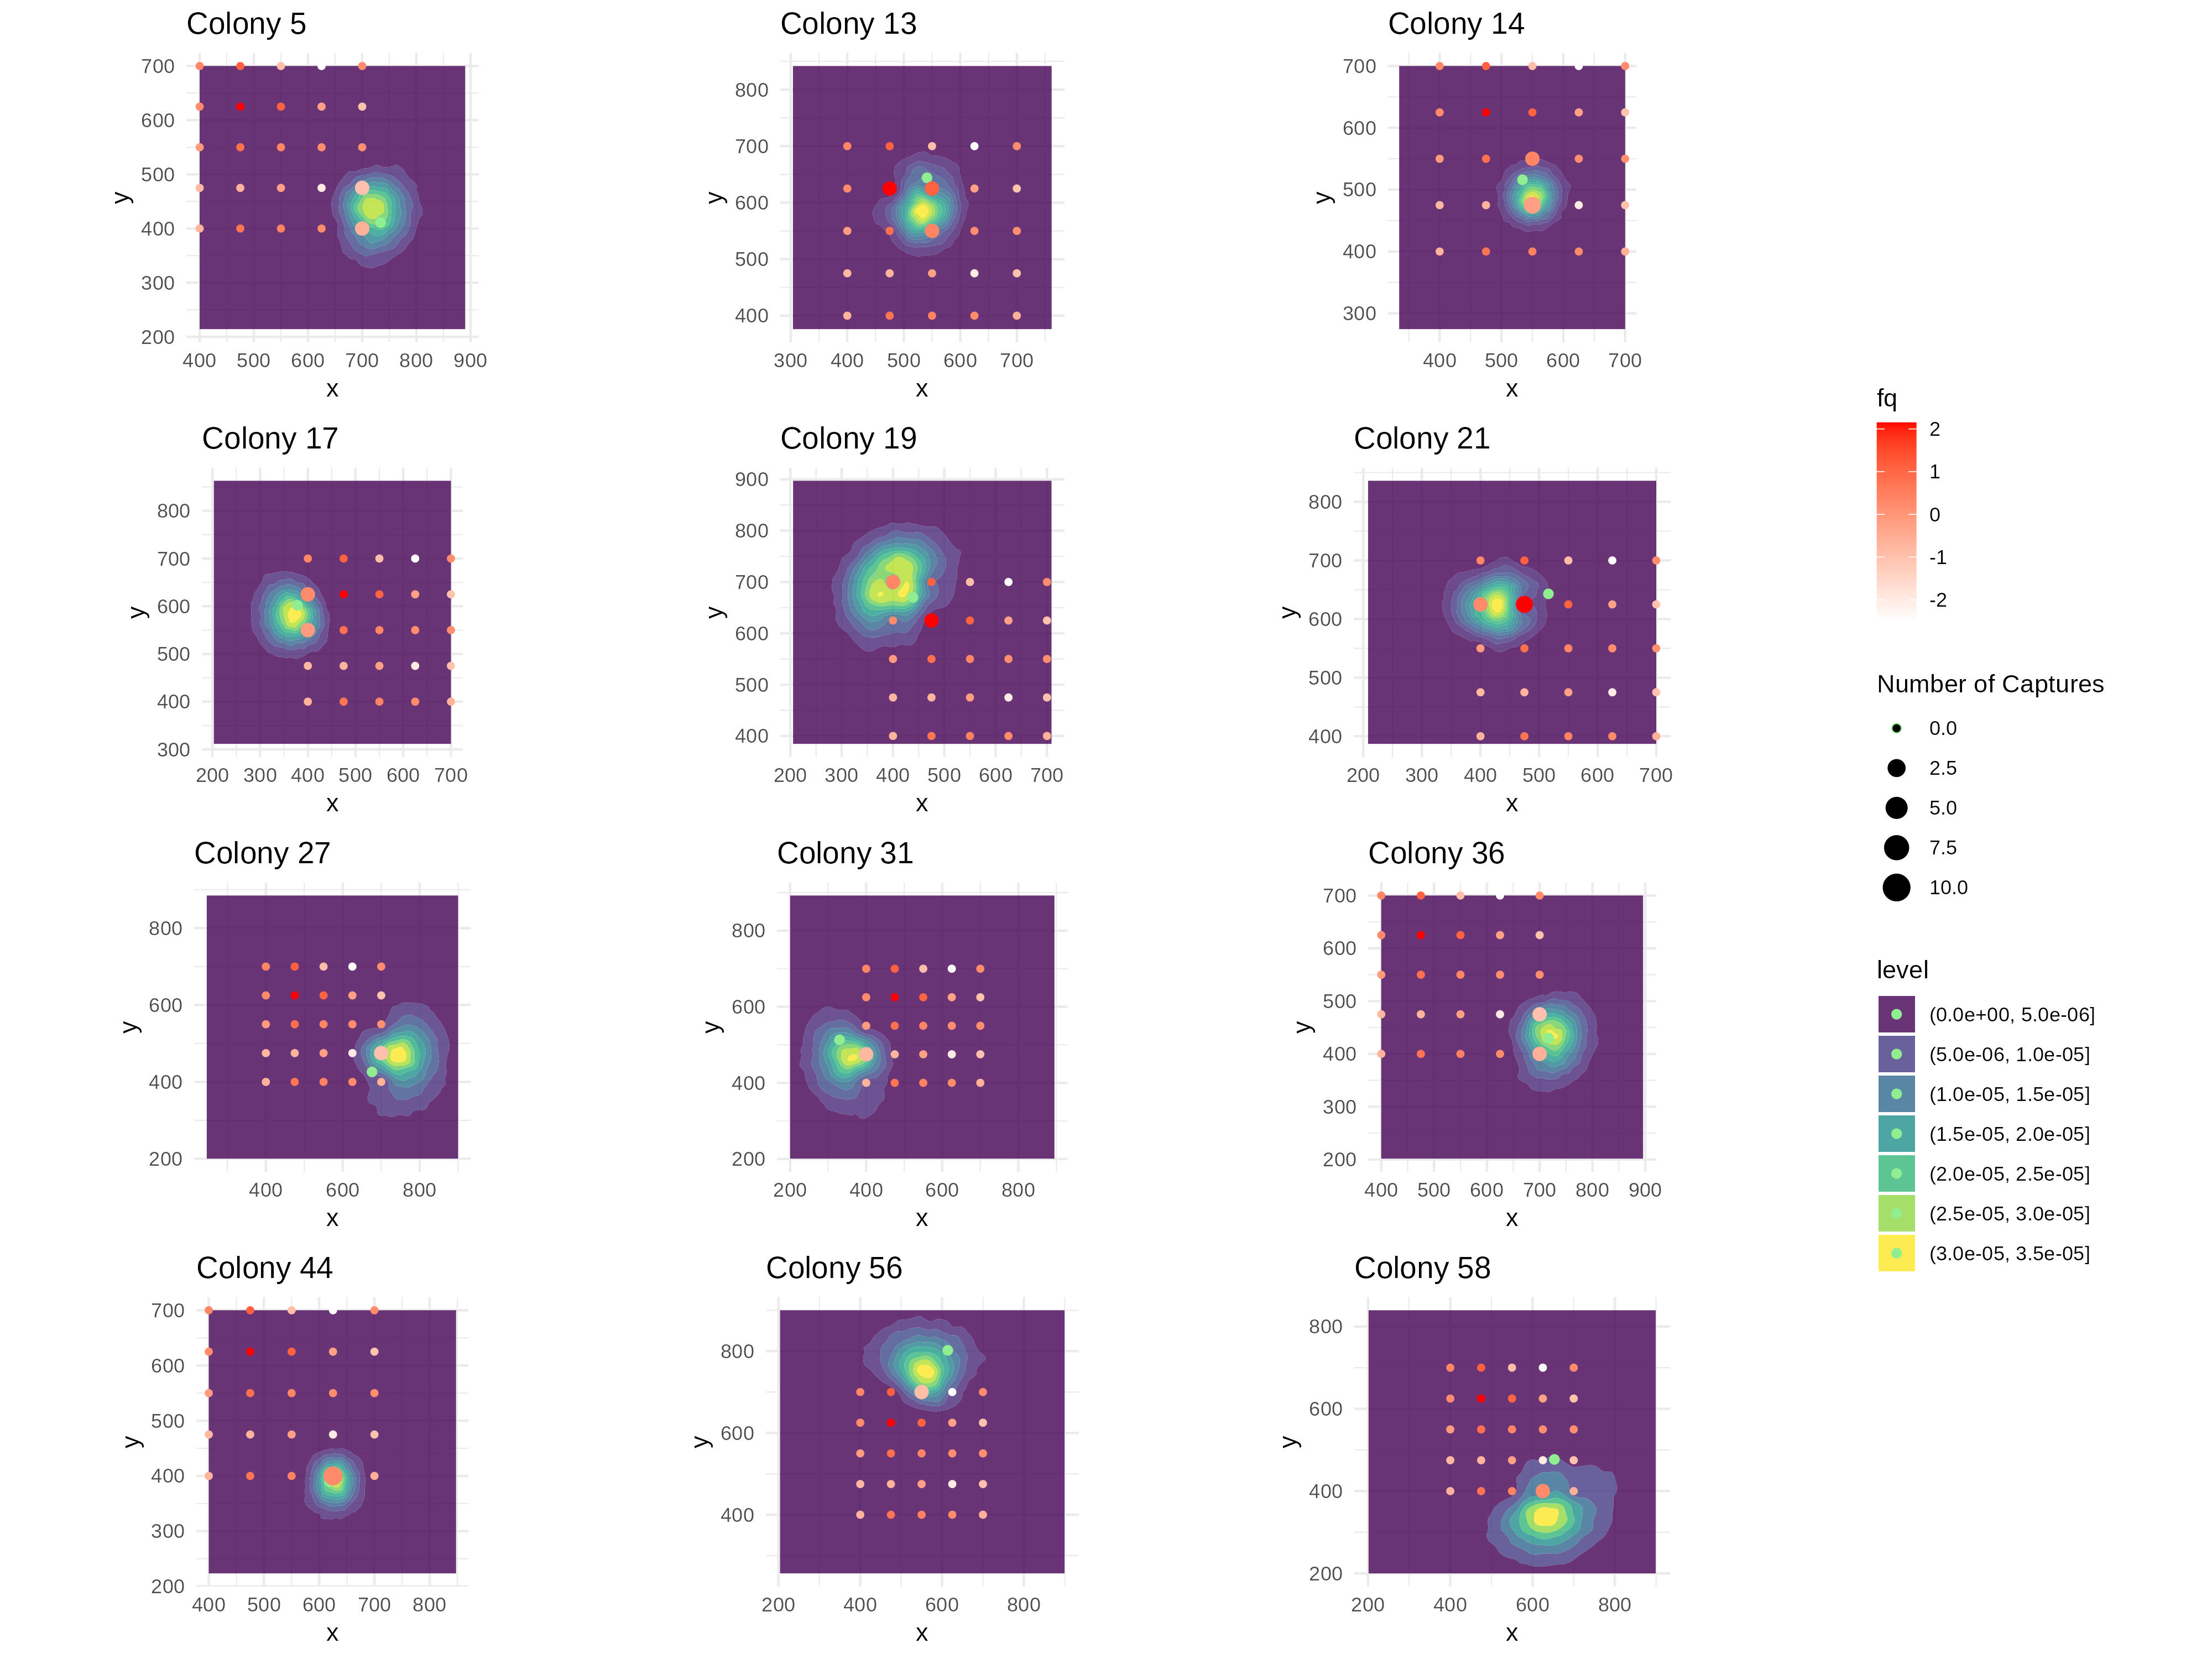 Colony 5
700
600
500
400
300
200
y
400 500 600 700 800 900
x
Colony 13
800
700
600
500
400
y
300 400 500 600 700
x
Colony 14
700
600
500
400
300
y
400 500 600 700
x
Colony 17
800
700
600
500
400
300
y
200 300 400 500 600 700
x
Colony 19
900
800
700
600
500
400
y
200 300 400 500 600 700
x
Colony 21
800
700
600
500
400
y
200 300 400 500 600 700
x
Colony 27
800
600
400
200
y
400 600 800
x
Colony 31
800
600
400
200
y
200 400 600 800
x
Colony 36
700
600
500
400
300
200
y
400 500 600 700 800 900
x
Colony 44
700
600
500
400
300
200
y
400 500 600 700 800
x
Colony 56
800
600
400
y
200 400 600 800
x
Colony 58
800
600
400
200
y
200 400 600 800
x
fq
2
1
0
-1
-2
Number of Captures
0.0
2.5
5.0
7.5
10.0
level
(0.0e+00, 5.0e-06]
(5.0e-06, 1.0e-05]
(1.0e-05, 1.5e-05]
(1.5e-05, 2.0e-05]
(2.0e-05, 2.5e-05]
(2.5e-05, 3.0e-05]
(3.0e-05, 3.5e-05]